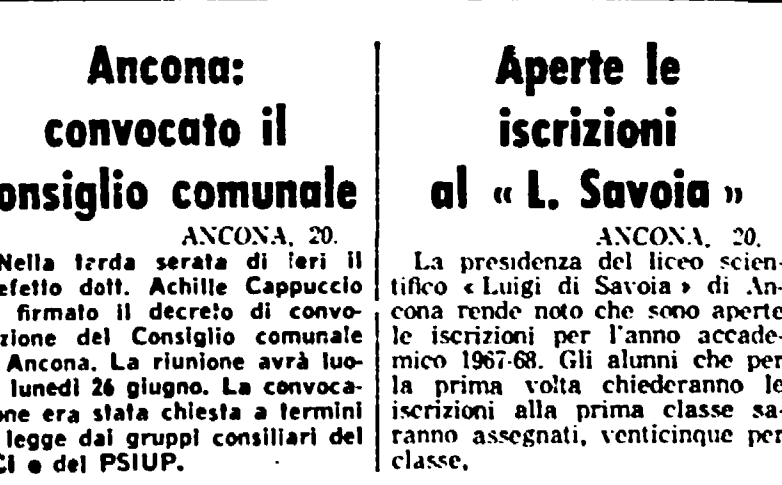 Ancona:
convocato il
onsiglio comunale
ANCONA, 20.
Nella tarda serata di ieri il
efetto dott. Achille Cappuccio
firmato il decreto di convo-
zione del Consiglio comunale
Ancona. La riunione avrà luo-
lunedì 26 giugno. La convoca-
one era stata chiesta a termini
legge dai gruppi consiliari del
CI e del PSIUP.
Aperte le
iscrizioni
al « L. Savoia »
ANCONA, 20.
La presidenza del liceo scien-
tifico « Luigi di Savoia » di An-
cona rende noto che sono aperte
le iscrizioni per l'anno accade-
mico 1967-68. Gli alunni che per
la prima volta chiederanno le
iscrizioni alla prima classe sa-
ranno assegnati, venticinque per
classe.